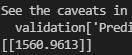 See the caveats in
validation['Predi
[[1560.9613]]